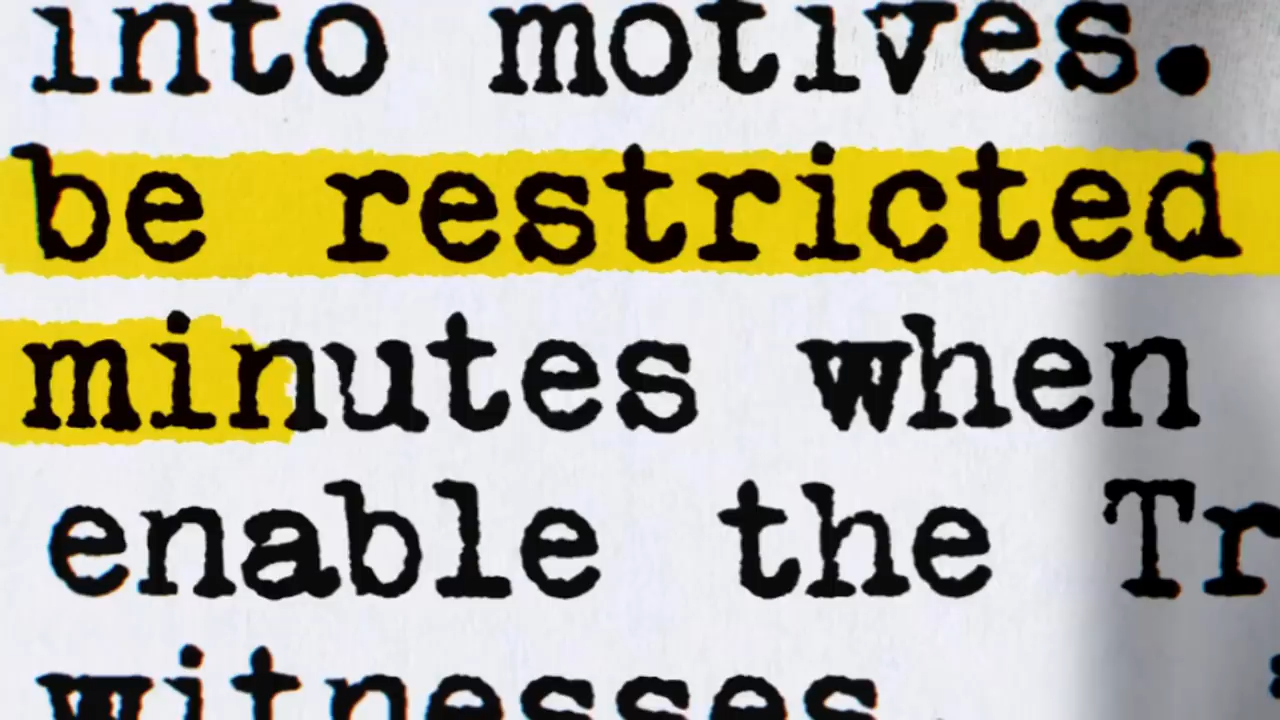 into motives.
be restricted
minutes when
enable the Tr
witnesses.